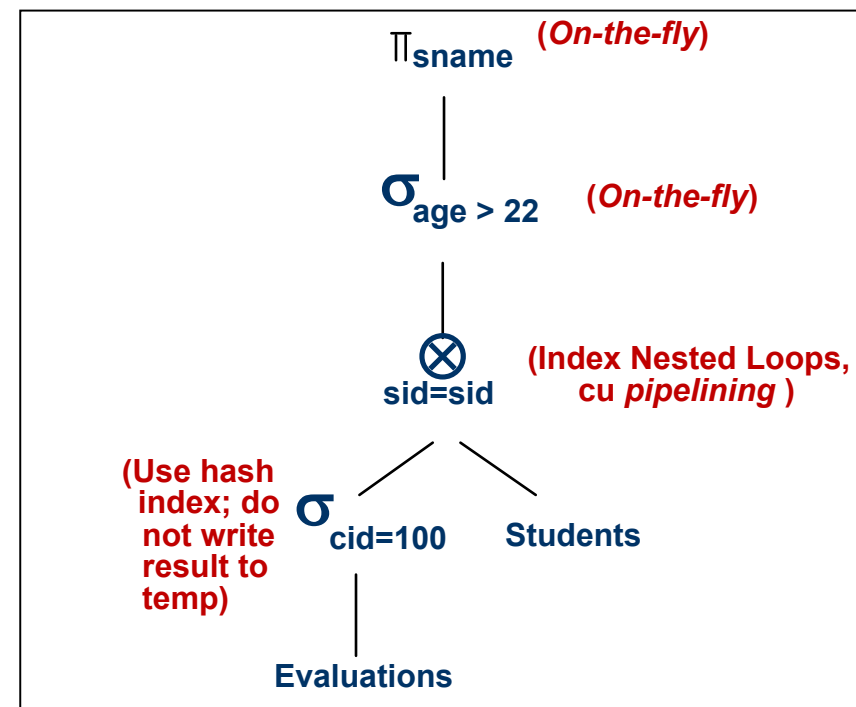 πsname (On-the-fly)
σage > 22 (On-the-fly)
(Index Nested Loops,
sid=sid cu pipelining )
(Use hash
index; do
not write
result to
temp)
σcid=100 Students
Evaluations